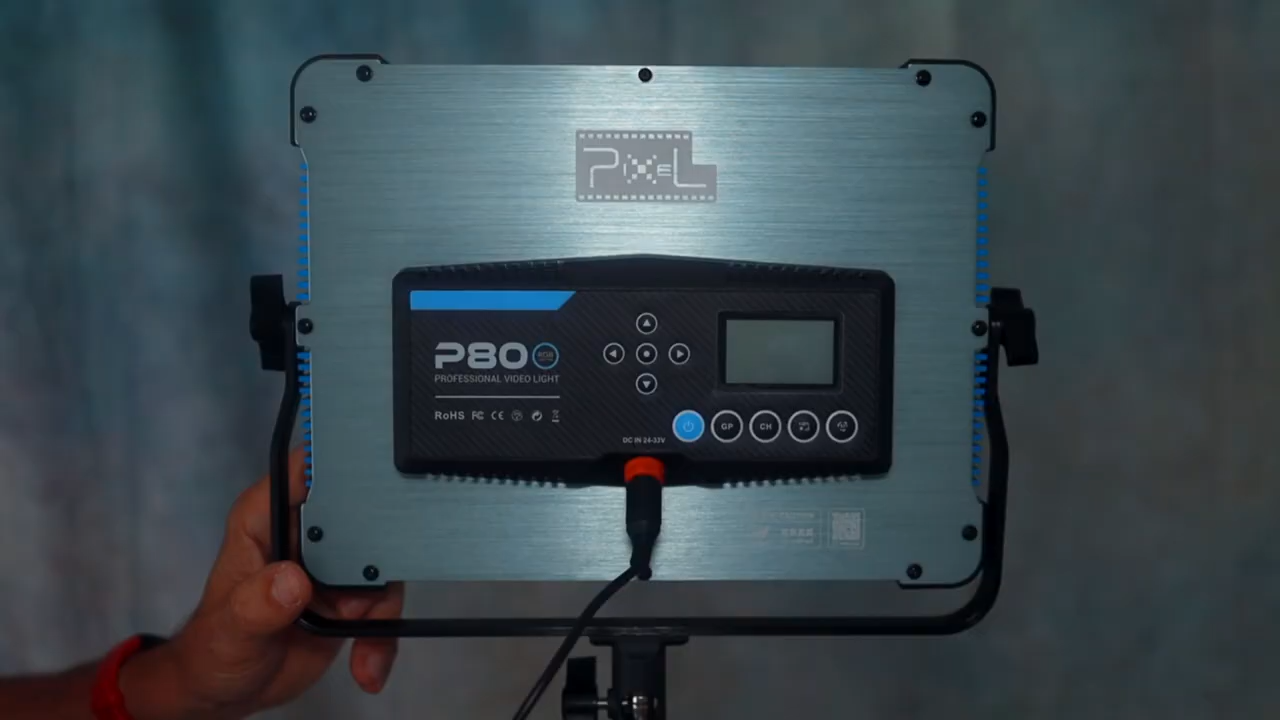 PiXEL
P80 RGB
PROFESSIONAL VIDEO LIGHT
RoHS FC CE
DC IN 24-33V
GP
CH